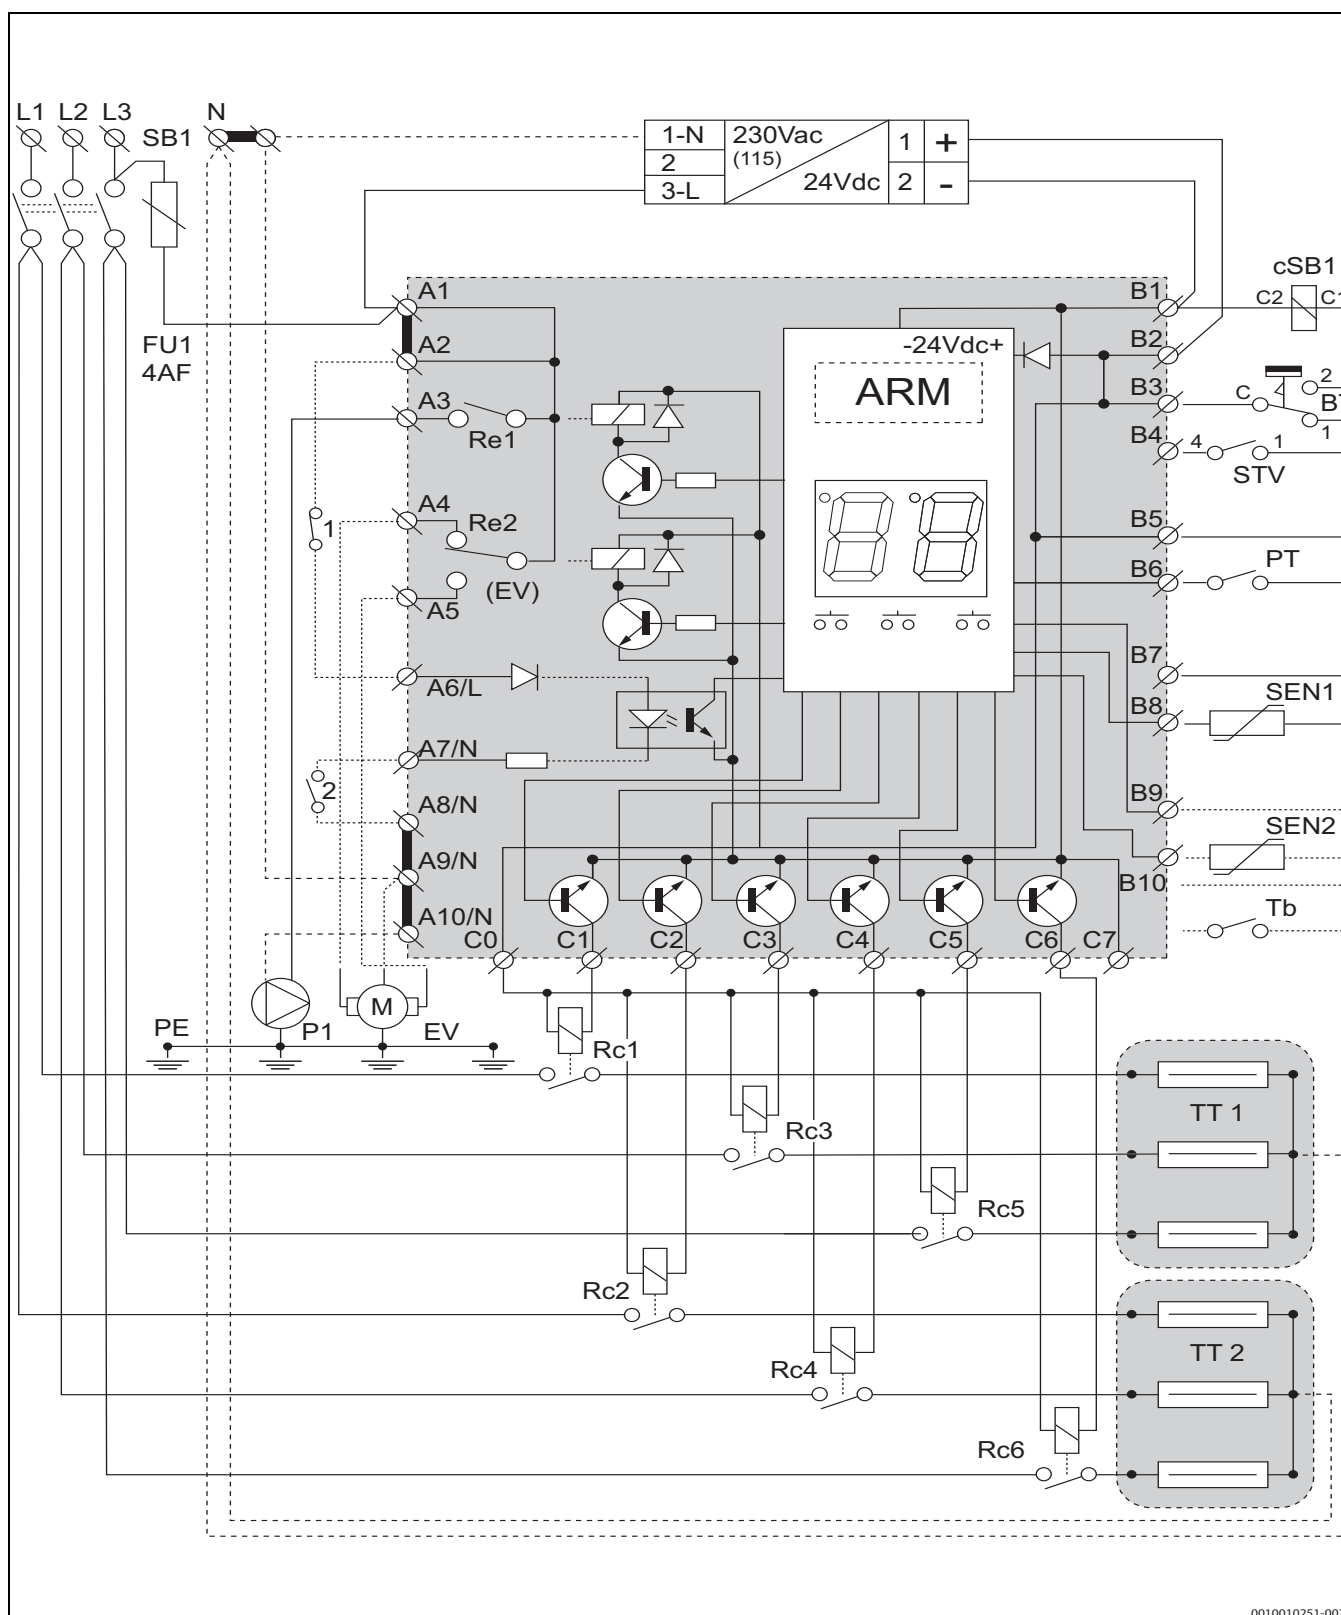 L1 L2 L3 SB1 N
1-N 230Vac 1 +
2 (115)
3-L 24Vdc 2 -
cSB1
C2 C1
A1 B1
FU1
4AF
A2 B2
-24Vdc+
ARM
A3 B3
Re1
C 2
1
B4 4 1
STV
A4 B5
Re2
1
(EV)
B6 PT
A5
A6/L B7
SEN1
B8
A7/N
2
A8/N B9
SEN2
A9/N
B10
A10/N
Tb
C0 C1 C2 C3 C4 C5 C6 C7
M
PE P1 EV
Rc1
TT 1
Rc3
Rc5
Rc2
TT 2
Rc4
Rc6